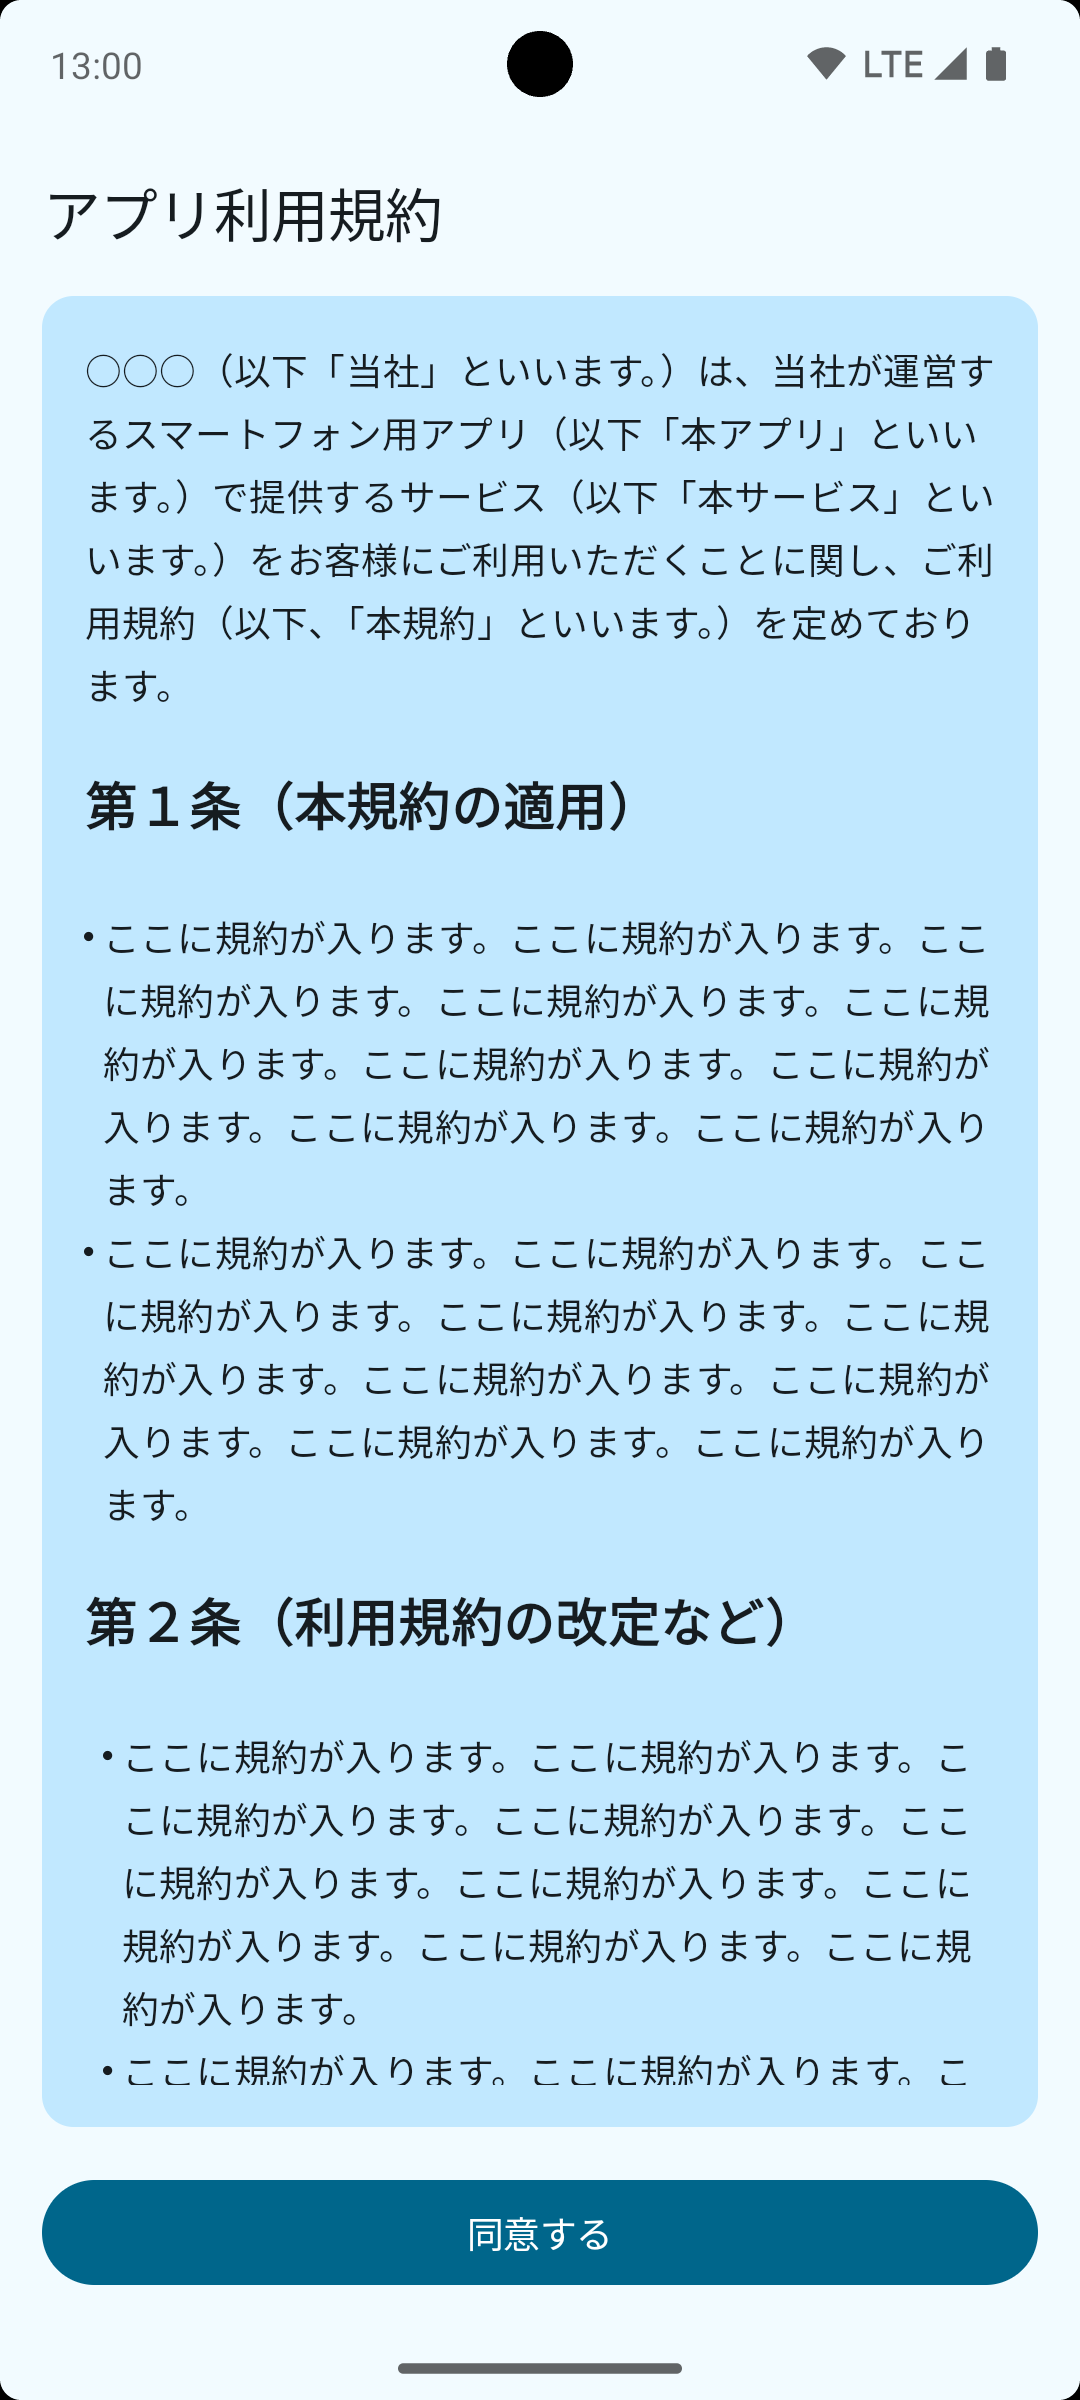 13:00
LTE
アプリ利用規約
○○○（以下「当社」といいます。）は、当社が運営す
るスマートフォン用アプリ（以下「本アプリ」といい
ます。）で提供するサービス（以下「本サービス」とい
います。）をお客様にご利用いただくことに関し、ご利
用規約（以下、「本規約」といいます。）を定めており
ます。
第１条（本規約の適用）
・ここに規約が入ります。ここに規約が入ります。ここ
に規約が入ります。ここに規約が入ります。ここに規
約が入ります。ここに規約が入ります。ここに規約が
入ります。ここに規約が入ります。ここに規約が入り
ます。
・ここに規約が入ります。ここに規約が入ります。ここ
に規約が入ります。ここに規約が入ります。ここに規
約が入ります。ここに規約が入ります。ここに規約が
入ります。ここに規約が入ります。ここに規約が入り
ます。
第２条（利用規約の改定など）
・ここに規約が入ります。ここに規約が入ります。こ
こに規約が入ります。ここに規約が入ります。ここ
に規約が入ります。ここに規約が入ります。ここに
規約が入ります。ここに規約が入ります。ここに規
約が入ります。
・ここに規約が入ります。ここに規約が入ります。こ
同意する